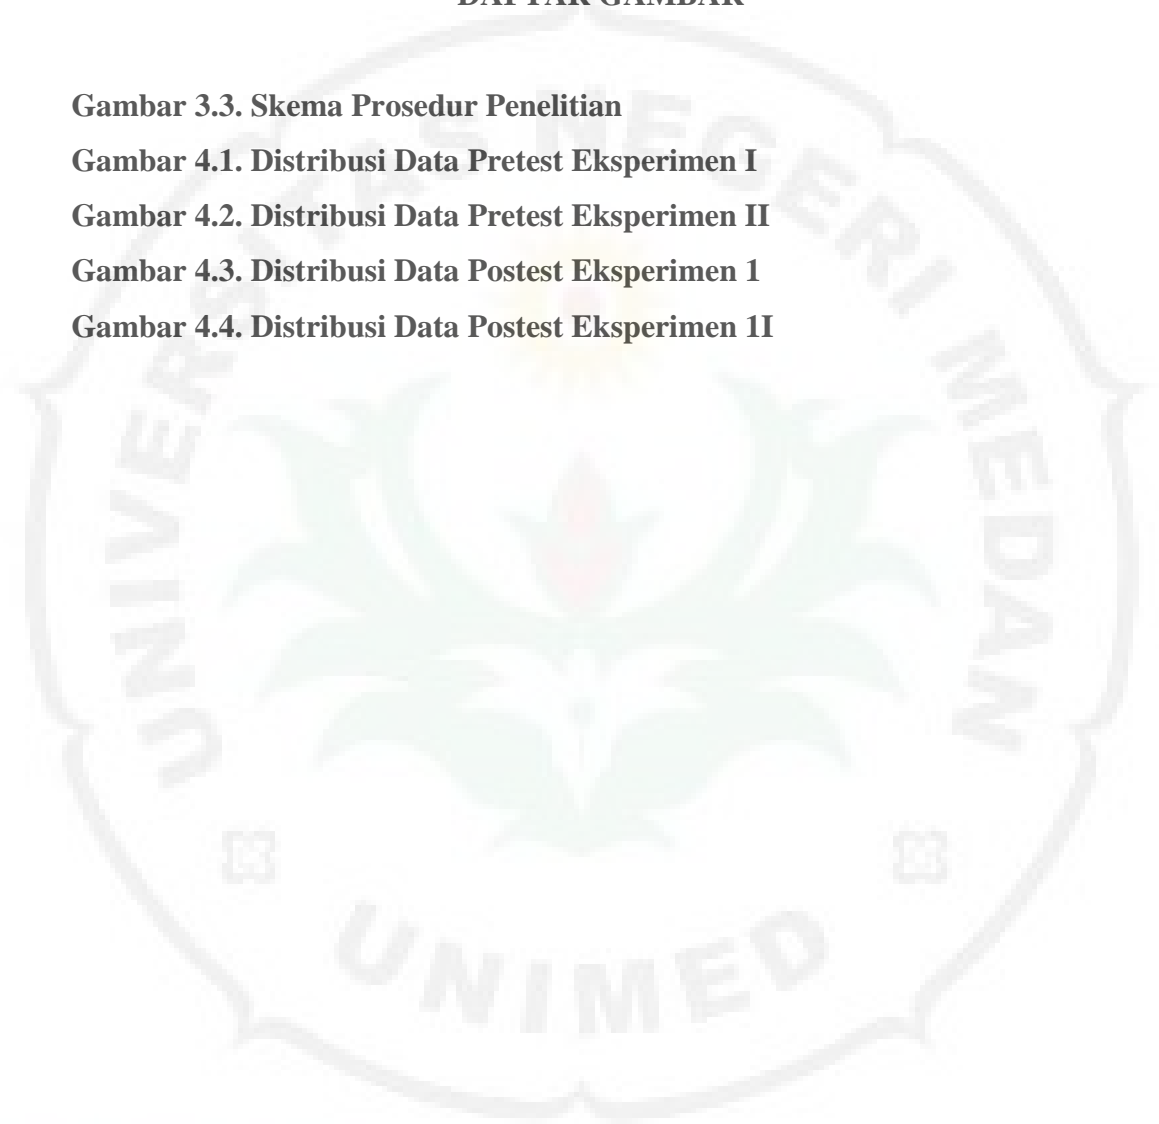 DAFTAR GAMBAR
Gambar 3.3. Skema Prosedur Penelitian
Gambar 4.1. Distribusi Data Pretest Eksperimen I
Gambar 4.2. Distribusi Data Pretest Eksperimen II
Gambar 4.3. Distribusi Data Postest Eksperimen 1
Gambar 4.4. Distribusi Data Postest Eksperimen 1I
UNIVERSITAS NEGERI MEDAN
UNIMED